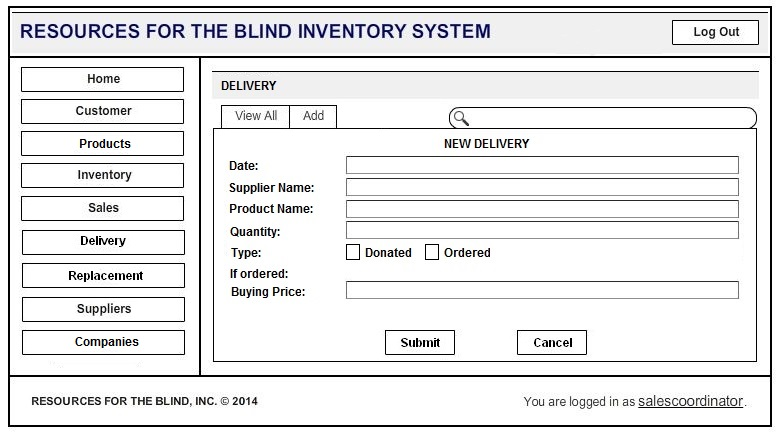 RESOURCES FOR THE BLIND INVENTORY SYSTEM
Log Out
Home
Customer
Products
Inventory
Sales
Delivery
Replacement
Suppliers
Companies
DELIVERY
View All
Add
NEW DELIVERY
Date:
Supplier Name:
Product Name:
Quantity:
Type: Donated Ordered
If ordered:
Buying Price:
Submit Cancel
RESOURCES FOR THE BLIND, INC. © 2014
You are logged in as salescoordinator.